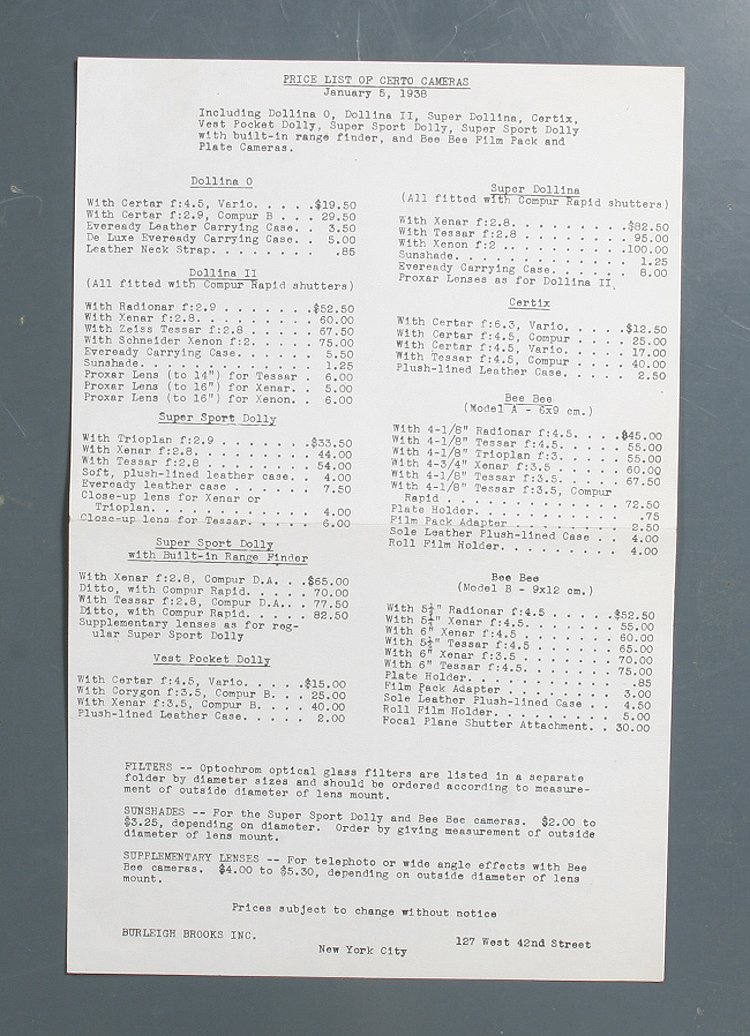 PRICE LIST OF CERTO CAMERAS
January 5, 1938
Including Dollina 0, Dollina II, Super Dollina, Certix,
Vest Pocket Dolly, Super Sport Dolly, Super Sport Dolly
with built-in range finder, and Bee Bee Film Pack and
Plate Cameras.
Dollina 0
With Certar f:4.5, Vario. . . . .$19.50
With Certar f:2.9, Compur B . . . 29.50
Eveready Leather Carrying Case. . 3.50
De Luxe Eveready Carrying Case. . 5.00
Leather Neck Strap. . . . . . . . .85
Dollina II
(All fitted with Compur Rapid shutters)
With Radionar f:2.9 . . . . . . .$52.50
With Xenar f:2.8. . . . . . . . . 60.00
With Zeiss Tessar f:2.8 . . . . . 67.50
With Schneider Xenon f:2. . . . . 75.00
Eveready Carrying Case. . . . . . 5.50
Sunshade. . . . . . . . . . . . . 1.25
Proxar Lens (to 14") for Tessar . 6.00
Proxar Lens (to 16") for Xenar. . 5.00
Proxar Lens (to 16") for Xenon. . 6.00
Super Sport Dolly
With Trioplan f:2.9 . . . . . . .$33.50
With Xenar f:2.8. . . . . . . . . 44.00
With Tessar f:2.8 . . . . . . . . 54.00
Soft, plush-lined leather case. . 4.00
Eveready leather case . . . . . . 7.50
Close-up lens for Xenar or
Trioplan. . . . . . . . . . . . 4.00
Close-up lens for Tessar. . . . . 6.00
Super Sport Dolly
with Built-in Range Finder
With Xenar f:2.8, Compur D.A. . .$65.00
Ditto, with Compur Rapid. . . . . 70.00
With Tessar f:2.8, Compur D.A.. . 77.50
Ditto, with Compur Rapid. . . . . 82.50
Supplementary lenses as for reg-
ular Super Sport Dolly
Vest Pocket Dolly
With Certar f:4.5, Vario. . . . .$15.00
With Corygon f:3.5, Compur B. . . 25.00
With Xenar f:3.5, Compur B. . . . 40.00
Plush-lined Leather Case. . . . . 2.00
Super Dollina
(All fitted with Compur Rapid shutters)
With Xenar f:2.8. . . . . . . . .$82.50
With Tessar f:2.8 . . . . . . . . 95.00
With Xenon f:2 . . . . . . . . .100.00
Sunshade. . . . . . . . . . . . . 1.25
Eveready Carrying Case. . . . . . 8.00
Proxar Lenses as for Dollina II.
Certix
With Certar f:6.3, Vario. . . . .$12.50
With Certar f:4.5, Compur . . . . 25.00
With Certar f:4.5, Vario. . . . . 17.00
With Tessar f:4.5, Compur . . . . 40.00
Plush-lined Leather Case. . . . . 2.50
Bee Bee
(Model A - 6x9 cm.)
With 4-1/8" Radionar f:4.5. . . .$45.00
With 4-1/8" Tessar f:4.5. . . . . 55.00
With 4-1/8" Trioplan f:3. . . . . 55.00
With 4-3/4" Xenar f:3.5 . . . . . 60.00
With 4-1/8" Tessar f:3.5. . . . . 67.50
With 4-1/8" Tessar f:3.5, Compur
Rapid . . . . . . . . . . . . . 72.50
Plate Holder. . . . . . . . . . . .75
Film Pack Adapter . . . . . . . . 2.50
Sole Leather Plush-lined Case . . 4.00
Roll Film Holder. . . . . . . . . 4.00
Bee Bee
(Model B - 9x12 cm.)
With 5¼" Radionar f:4.5 . . . . .$52.50
With 5¼" Xenar f:4.5. . . . . . . 55.00
With 6" Xenar f:4.5 . . . . . . . 60.00
With 5¼" Tessar f:4.5 . . . . . . 65.00
With 6" Xenar f:3.5 . . . . . . . 70.00
With 6" Tessar f:4.5. . . . . . . 75.00
Plate Holder. . . . . . . . . . . .85
Film Pack Adapter . . . . . . . . 3.00
Sole Leather Plush-lined Case . . 4.50
Roll Film Holder. . . . . . . . . 5.00
Focal Plane Shutter Attachment. . 30.00
FILTERS -- Optochrom optical glass filters are listed in a separate
folder by diameter sizes and should be ordered according to measure-
ment of outside diameter of lens mount.
SUNSHADES -- For the Super Sport Dolly and Bee Bee cameras. $2.00 to
$3.25, depending on diameter. Order by giving measurement of outside
diameter of lens mount.
SUPPLEMENTARY LENSES -- For telephoto or wide angle effects with Bee
Bee cameras. $4.00 to $5.30, depending on outside diameter of lens
mount.
Prices subject to change without notice
BURLEIGH BROOKS INC.
127 West 42nd Street
New York City